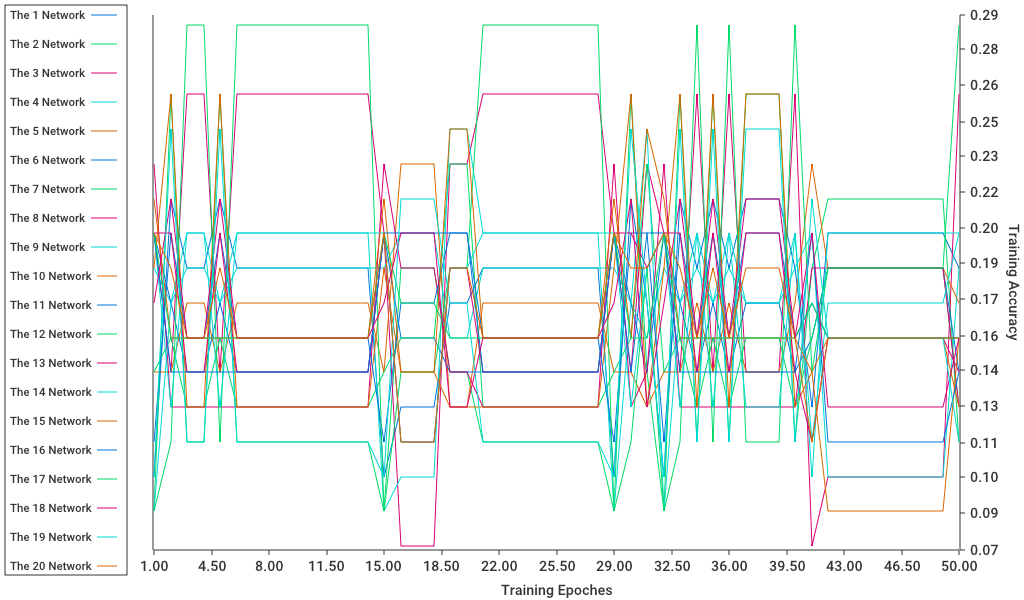 The 1 Network
The 2 Network
The 3 Network
The 4 Network
The 5 Network
The 6 Network
The 7 Network
The 8 Network
The 9 Network
The 10 Network
The 11 Network
The 12 Network
The 13 Network
The 14 Network
The 15 Network
The 16 Network
The 17 Network
The 18 Network
The 19 Network
The 20 Network
0.29
0.28
0.26
0.25
0.23
0.22
0.20
0.19
0.17
0.16
0.14
0.13
0.11
0.10
0.09
0.07
Training Accuracy
1.00 4.50 8.00 11.50 15.00 18.50 22.00 25.50 29.00 32.50 36.00 39.50 43.00 46.50 50.00
Training Epoches